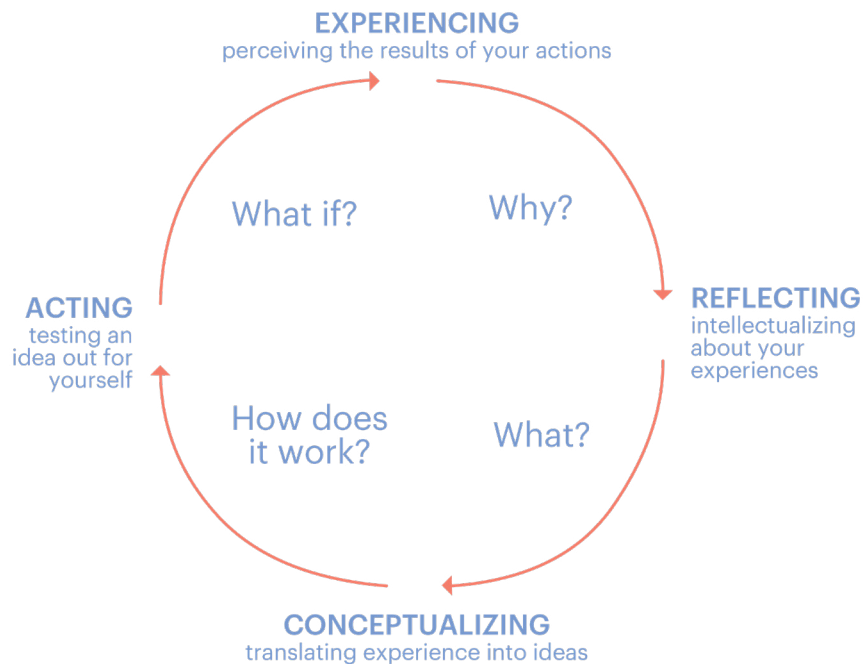 EXPERIENCING
perceiving the results of your actions
What if?
Why?
ACTING
testing an
idea out for
yourself
REFLECTING
intellectualizing
about your
experiences
How does
it work?
What?
CONCEPTUALIZING
translating experience into ideas